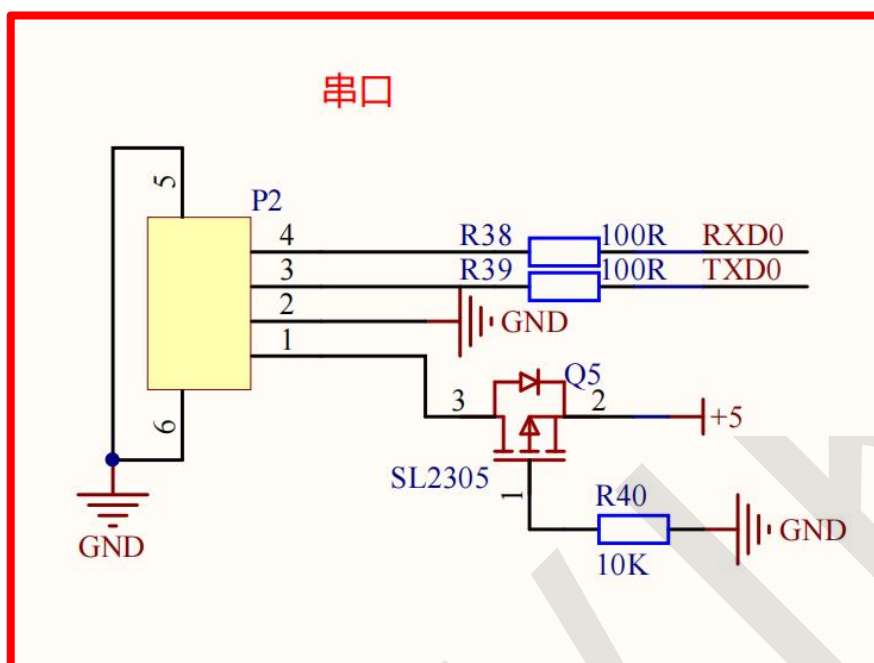 串口
5
P2
4 R38 100R RXD0
3 R39 100R TXD0
2 GND
1
Q5
3 2 +5
6
SL2305
1
R40
GND GND
10K